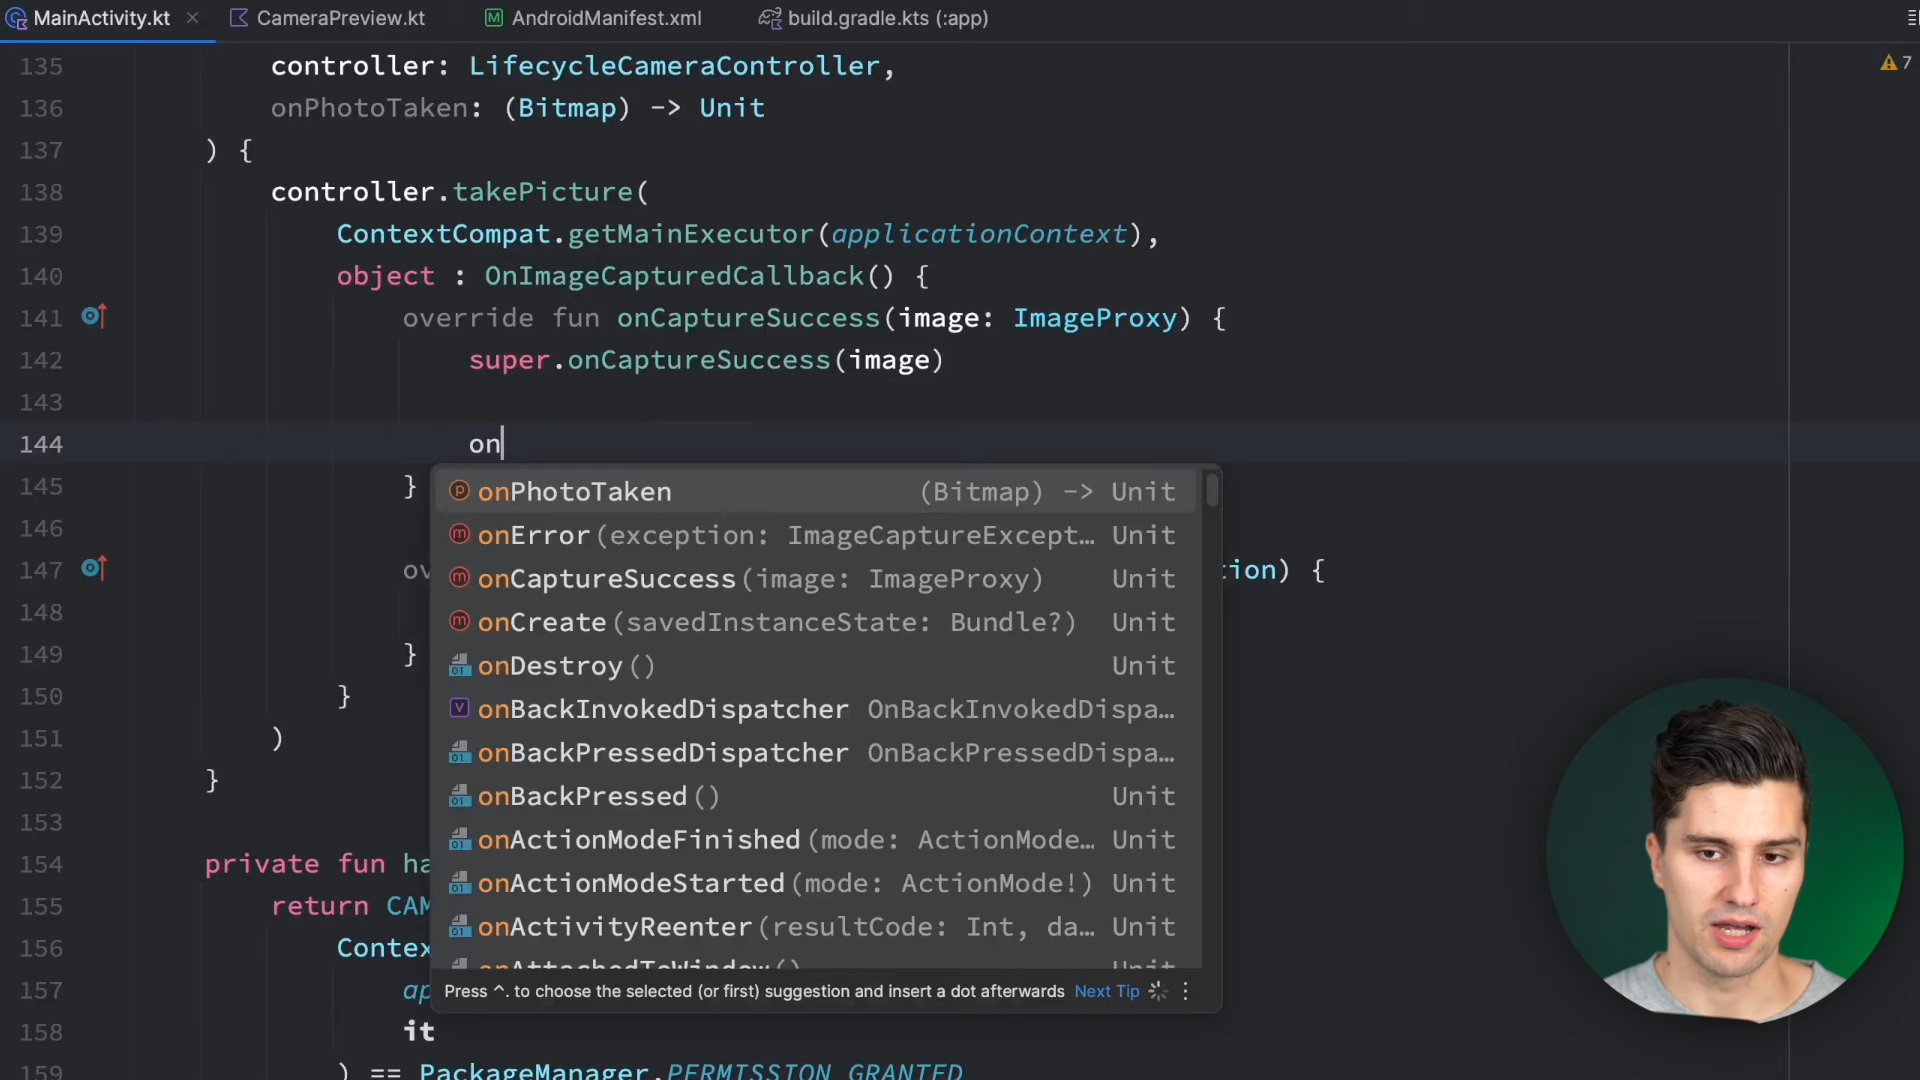 MainActivity.kt
CameraPreview.kt
AndroidManifest.xml
build.gradle.kts (:app)
7
135 controller: LifecycleCameraController,
136 onPhotoTaken: (Bitmap) -> Unit
137 ) {
138 controller.takePicture(
139 ContextCompat.getMainExecutor(applicationContext),
140 object : OnImageCapturedCallback() {
141 override fun onCaptureSuccess(image: ImageProxy) {
142 super.onCaptureSuccess(image)
143
144 on
145 }
146
147 ov tion) {
148
149 }
150 }
151 )
152 }
153
154 private fun ha
155 return CAM
156 Contex
157 ap
158 it
159 ) == PackageManager.PERMISSION_GRANTED
onPhotoTaken (Bitmap) -> Unit
onError(exception: ImageCaptureExcept… Unit
onCaptureSuccess(image: ImageProxy) Unit
onCreate(savedInstanceState: Bundle?) Unit
onDestroy() Unit
onBackInvokedDispatcher OnBackInvokedDispa…
onBackPressedDispatcher OnBackPressedDispa…
onBackPressed() Unit
onActionModeFinished(mode: ActionMode… Unit
onActionModeStarted(mode: ActionMode!) Unit
onActivityReenter(resultCode: Int, da… Unit
onAttachedToWindow() Unit
Press ^. to choose the selected (or first) suggestion and insert a dot afterwards Next Tip